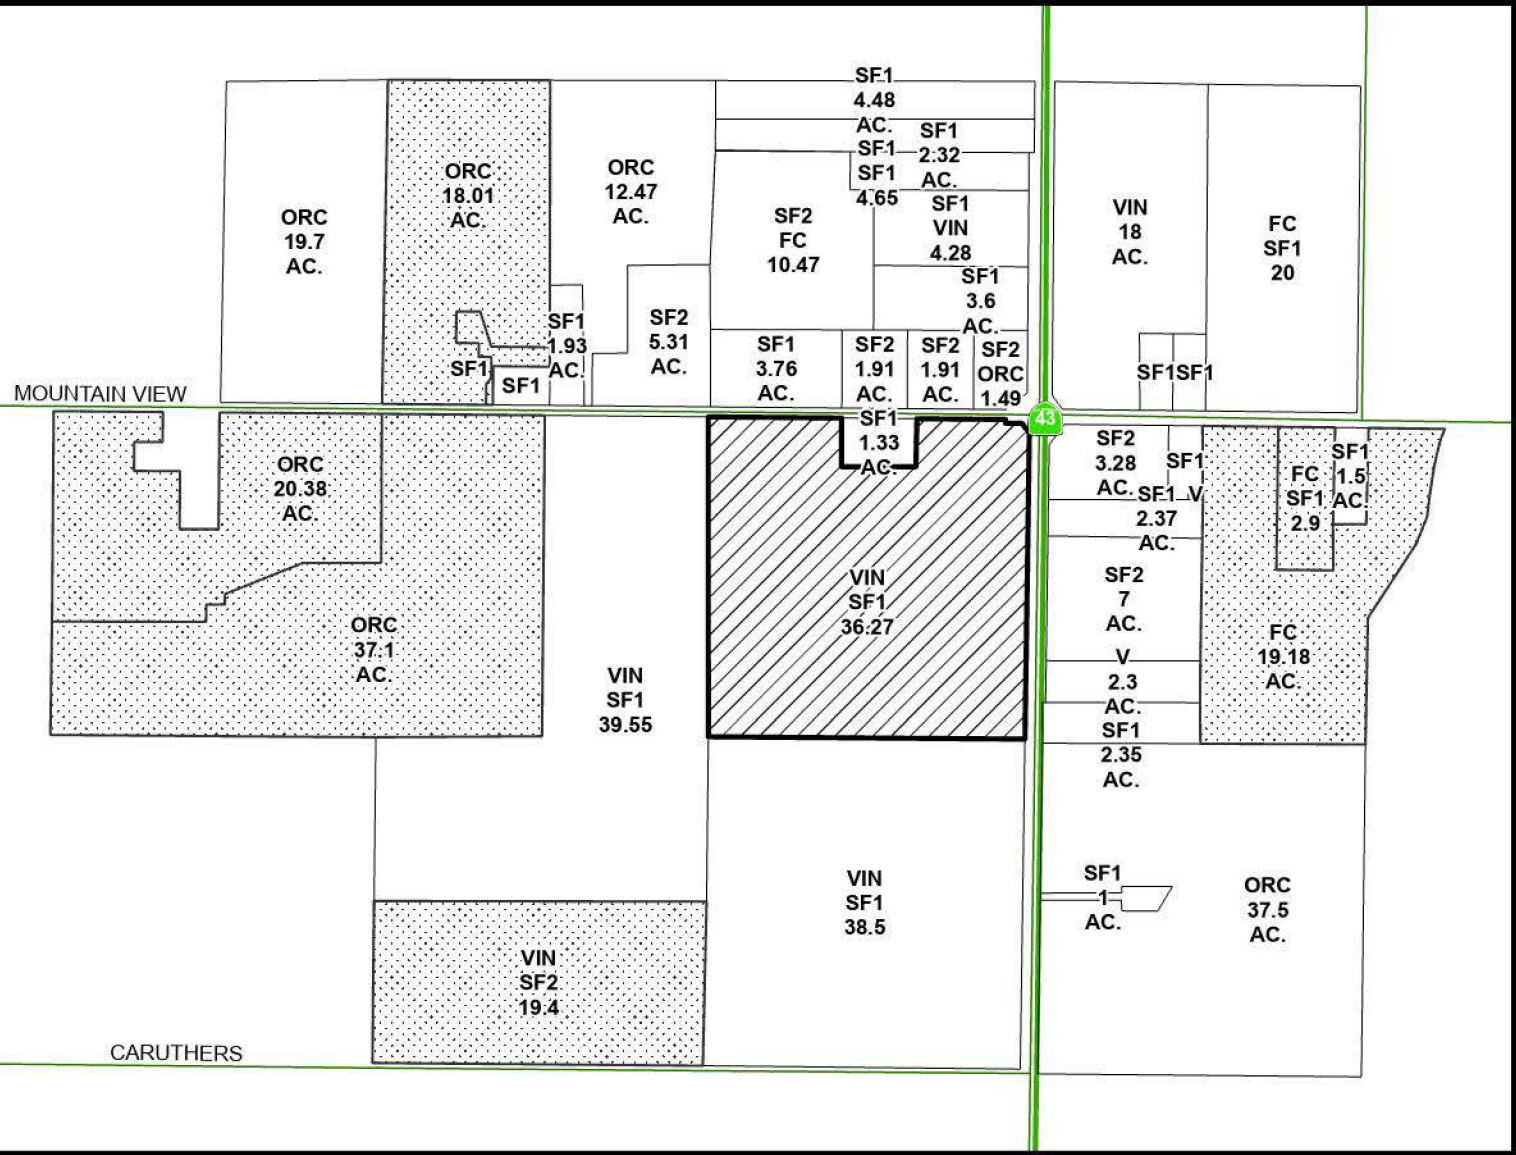 SF1
4.48
AC.
SF1
2.32
AC.
SF1
SF1
4.65
ORC
18.01
AC.
ORC
12.47
AC.
ORC
19.7
AC.
SF2
FC
10.47
SF1
VIN
4.28
SF1
3.6
AC.
VIN
18
AC.
FC
SF1
20
SF1
1.93
AC.
SF2
5.31
AC.
SF1
3.76
AC.
SF2
1.91
AC.
SF2
1.91
AC.
SF2
ORC
1.49
SF1
SF1
SF1
SF1
MOUNTAIN VIEW
43
SF1
1.33
AC.
ORC
20.38
AC.
SF2
3.28
AC.
SF1
V
SF1
2.37
AC.
FC
SF1
2.9
SF1
1.5
AC.
VIN
SF1
36.27
SF2
7
AC.
ORC
37.1
AC.
FC
19.18
AC.
VIN
SF1
39.55
V
2.3
AC.
SF1
2.35
AC.
VIN
SF1
38.5
SF1
1
AC.
ORC
37.5
AC.
VIN
SF2
19.4
CARUTHERS